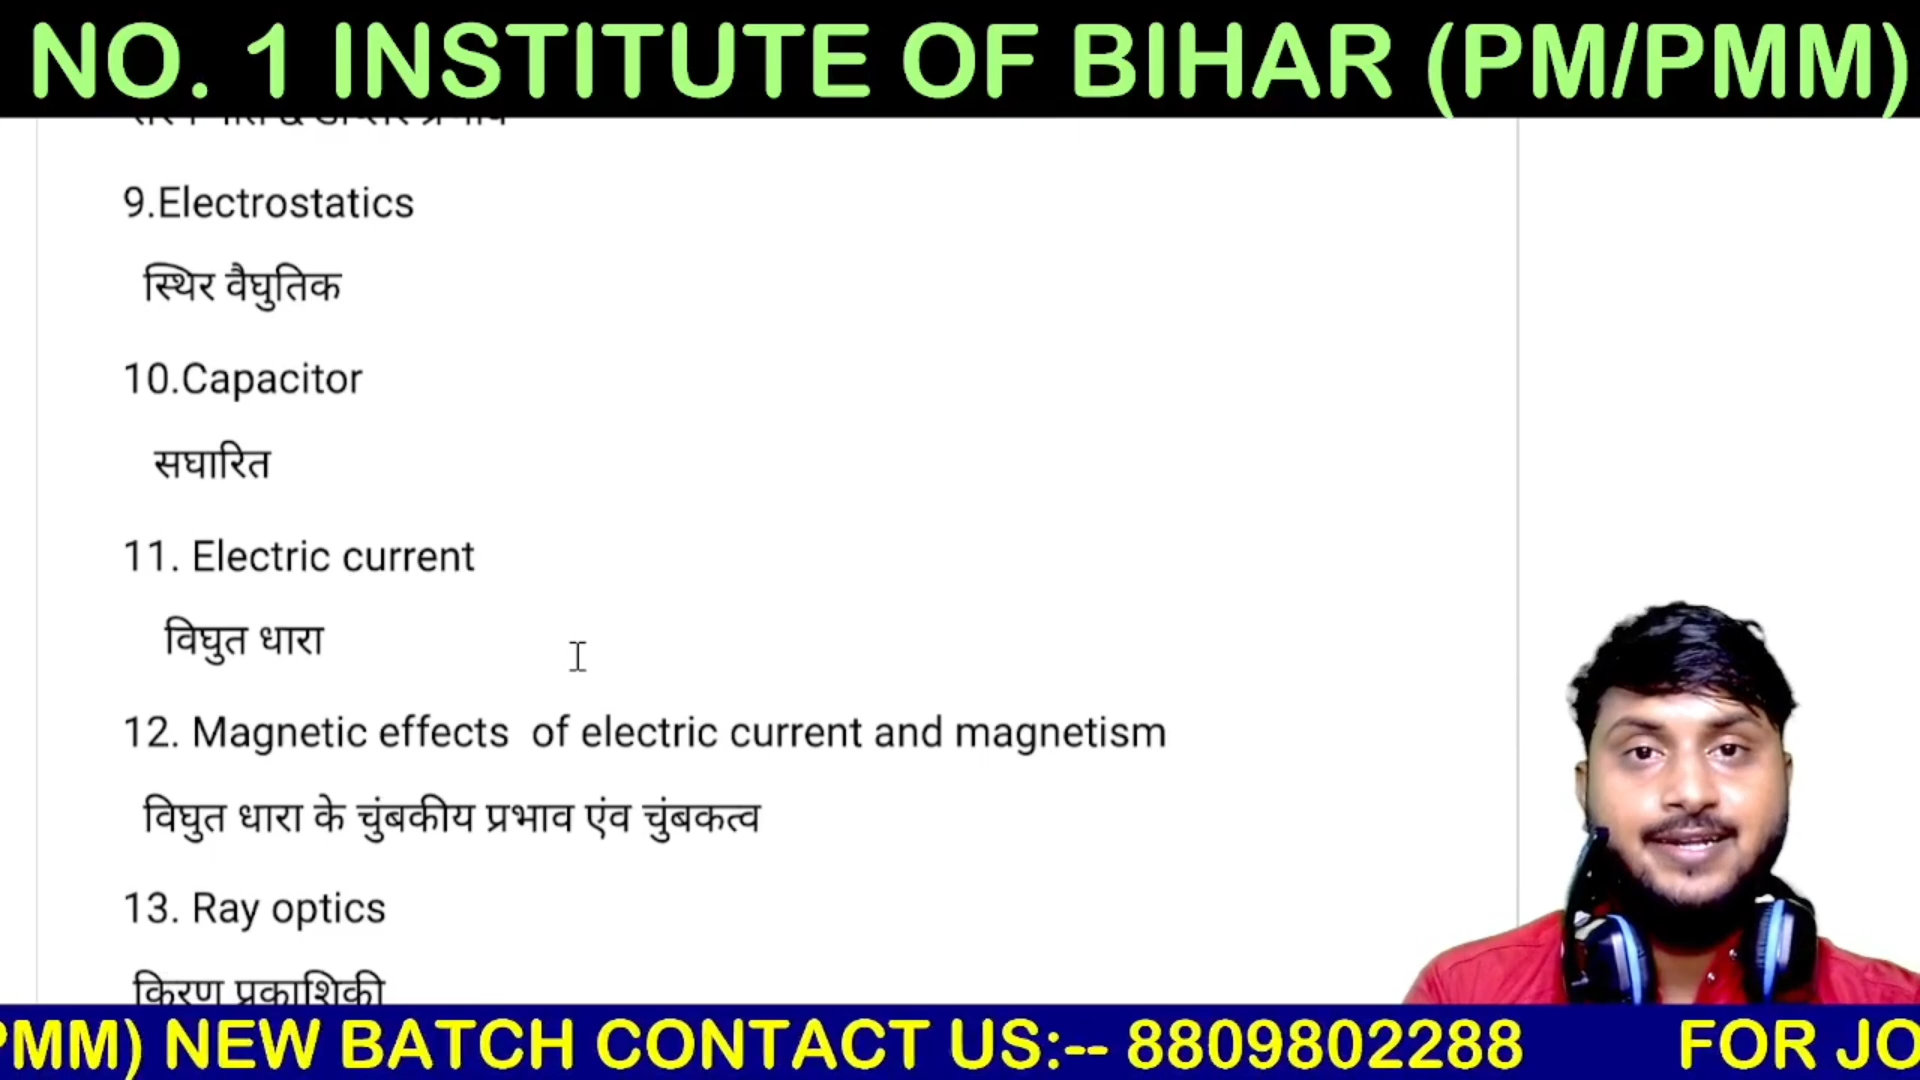 NO. 1 INSTITUTE OF BIHAR (PM/PMM)
9.Electrostatics
स्थिर वैघुतिक
10.Capacitor
सघारित
11. Electric current
विघुत धारा
12. Magnetic effects of electric current and magnetism
विघुत धारा के चुंबकीय प्रभाव एंव चुंबकत्व
13. Ray optics
किरण प्रकाशिकी
PMM) NEW BATCH CONTACT US:-- 8809802288 FOR JO